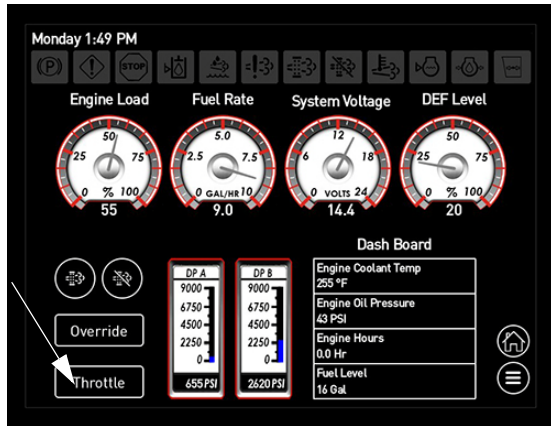 Monday 1:49 PM
(P)
STOP
Engine Load
Fuel Rate
System Voltage
DEF Level
50
25
75
0 % 100
55
5.0
2.5
7.5
0 GAL/HR 10
9.0
12
6
18
0 VOLTS 24
14.4
50
25
75
0 % 100
20
Override
Throttle
DP A
9000
6750
4500
2250
0
655 PSI
DP B
9000
6750
4500
2250
0
2620 PSI
Dash Board
Engine Coolant Temp
255 °F
Engine Oil Pressure
43 PSI
Engine Hours
0.0 Hr
Fuel Level
16 Gal